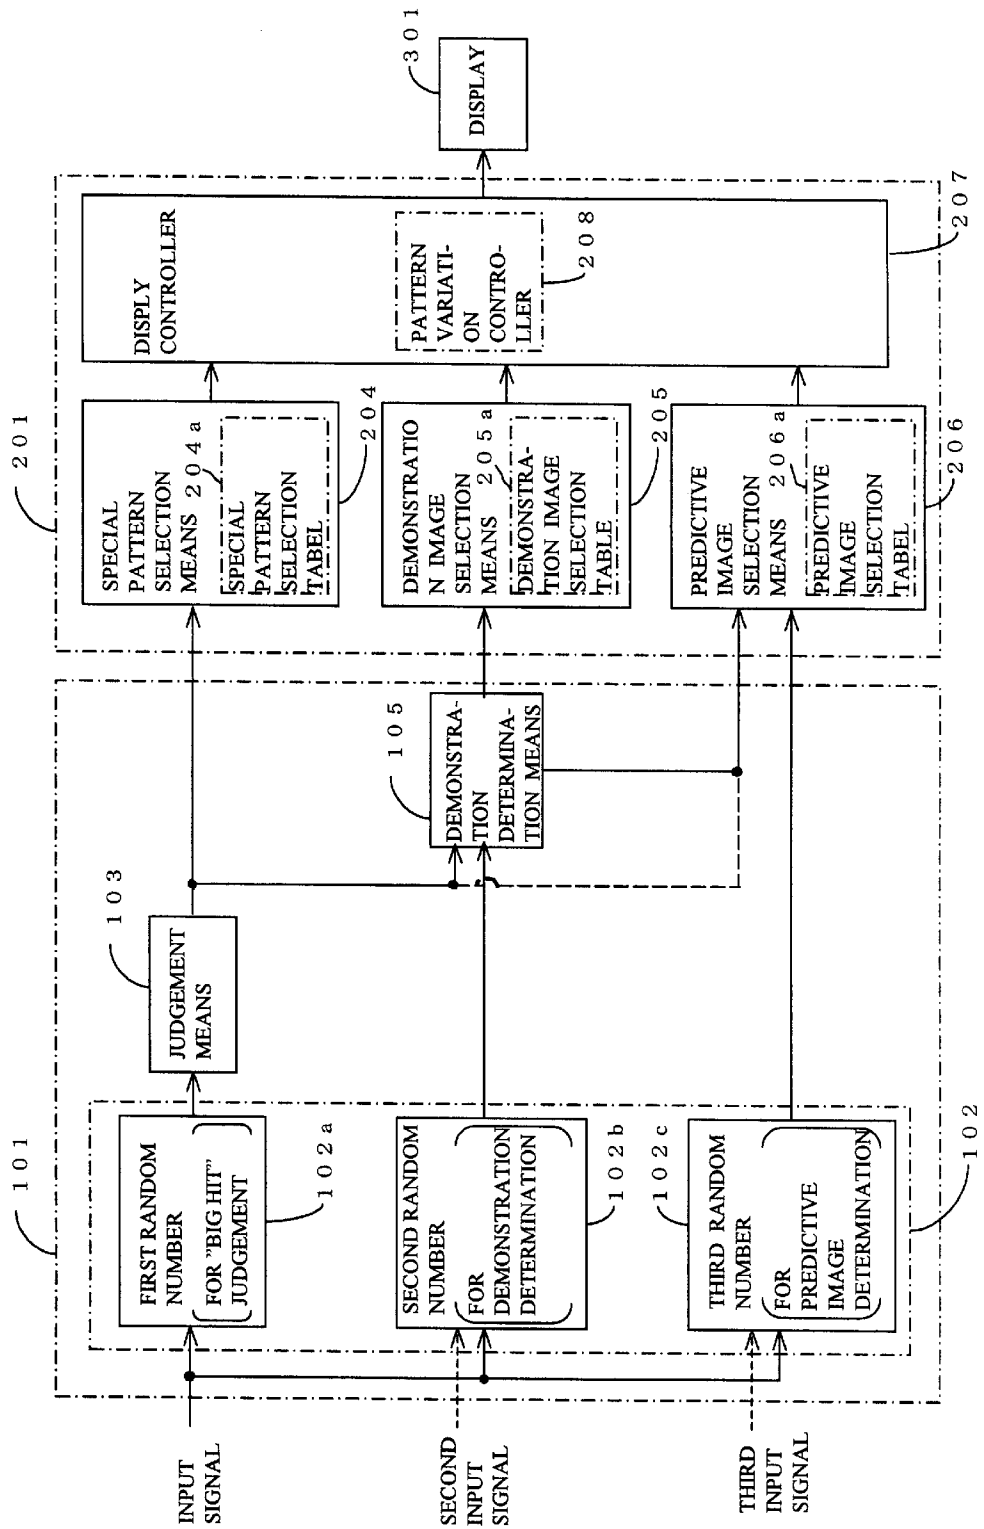 INPUT
SIGNAL
SECOND
INPUT
SIGNAL
THIRD
INPUT
SIGNAL
101
FIRST RANDOM
NUMBER
FOR "BIG HIT"
JUDGEMENT
102a
SECOND RANDOM
NUMBER
FOR
DEMONSTRATION
DETERMINATION
102b
102c
THIRD RANDOM
NUMBER
FOR
PREDICTIVE
IMAGE
DETERMINATION
102
103
JUDGEMENT
MEANS
105
DEMONSTRA-
TION
DETERMINA-
TION MEANS
201
SPECIAL
PATTERN
SELECTION
MEANS 204a
SPECIAL
PATTERN
SELECTION
TABEL
204
DEMONSTRATIO
N IMAGE
SELECTION
MEANS 205a
DEMONSTRA-
TION IMAGE
SELECTION
TABLE
205
PREDICTIVE
IMAGE
SELECTION
MEANS 206a
PREDICTIVE
IMAGE
SELECTION
TABEL
206
DISPLY
CONTROLLER
PATTERN
VARIATI-
ON
CONTRO-
LLER
208
207
DISPLAY
301